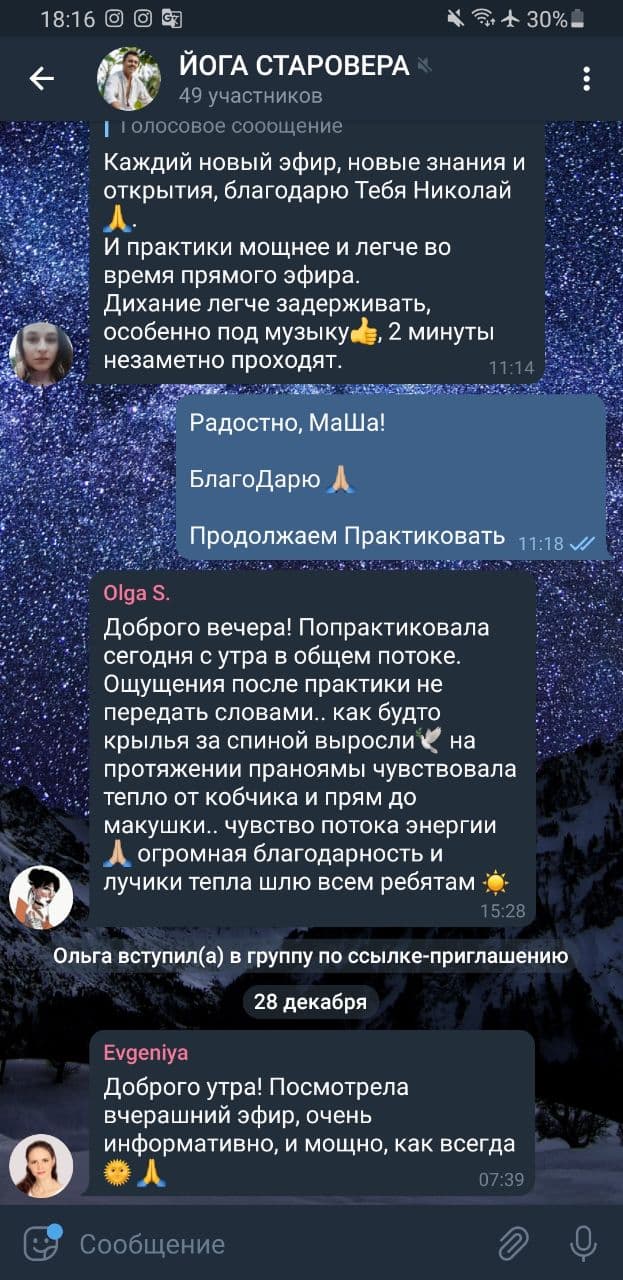 18:16 30%
ЙОГА СТАРОВЕРА
49 участников
Голосовое сообщение
Каждий новый эфир, новые знания и
открытия, благодарю Тебя Николай
🙏.
И практики мощнее и легче во
время прямого эфира.
Дихание легче задерживать,
особенно под музыку👍, 2 минуты
незаметно проходят.
11:14
Радостно, МаШа!
БлагоДарю🙏🏼
Продолжаем Практиковать 11:18
Olga S.
Доброго вечера! Попрактиковала
сегодня с утра в общем потоке.
Ощущения после практики не
передать словами.. как будто
крылья за спиной выросли🕊 на
протяжении праноямы чувствовала
тепло от кобчика и прям до
макушки.. чувство потока энергии
🙏🏼огромная благодарность и
лучики тепла шлю всем ребятам ☀️
15:28
Ольга вступил(а) в группу по ссылке-приглашению
28 декабря
Evgeniya
Доброго утра! Посмотрела
вчерашний эфир, очень
информативно, и мощно, как всегда
🌞🙏
07:39
Сообщение